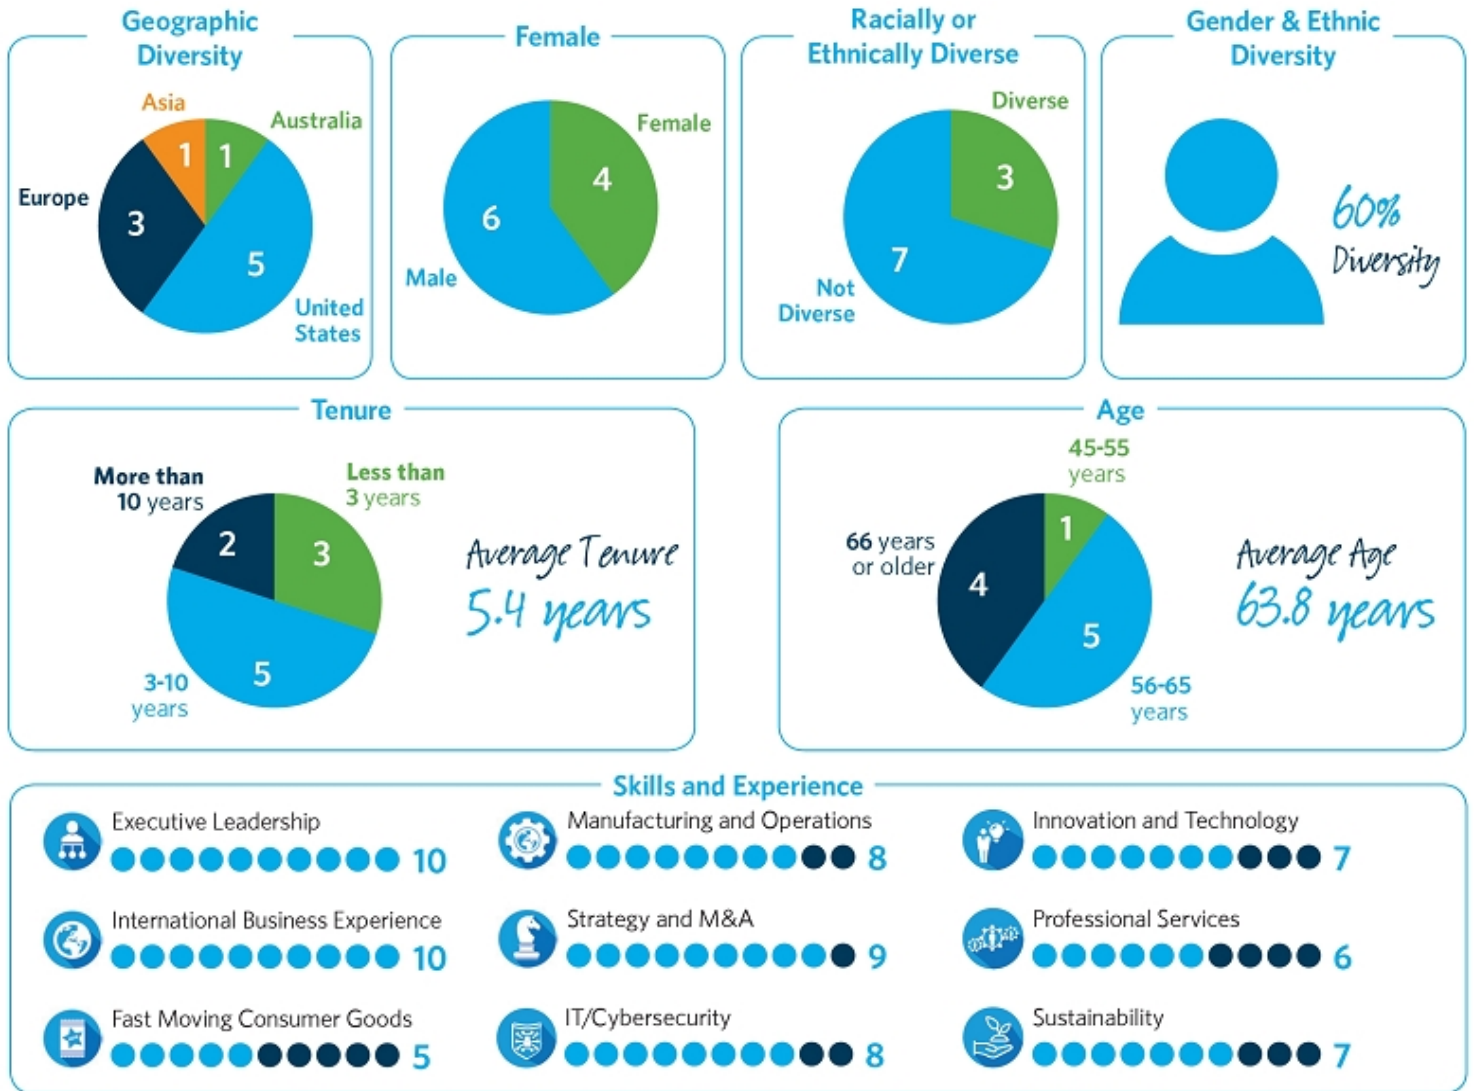 Geographic
Diversity
Asia
Australia
1
1
Europe
3
5
United
States
Female
Female
4
6
Male
Racially or
Ethnically Diverse
Diverse
3
7
Not
Diverse
Gender & Ethnic
Diversity
60%
Diversity
Tenure
More than
10 years
Less than
3 years
2
3
5
3-10
years
Average Tenure
5.4 years
Age
45-55
years
66 years
or older
1
4
5
56-65
years
Average Age
63.8 years
Skills and Experience
Executive Leadership
10
Manufacturing and Operations
8
Innovation and Technology
7
International Business Experience
10
Strategy and M&A
9
Professional Services
6
Fast Moving Consumer Goods
5
IT/Cybersecurity
8
Sustainability
7